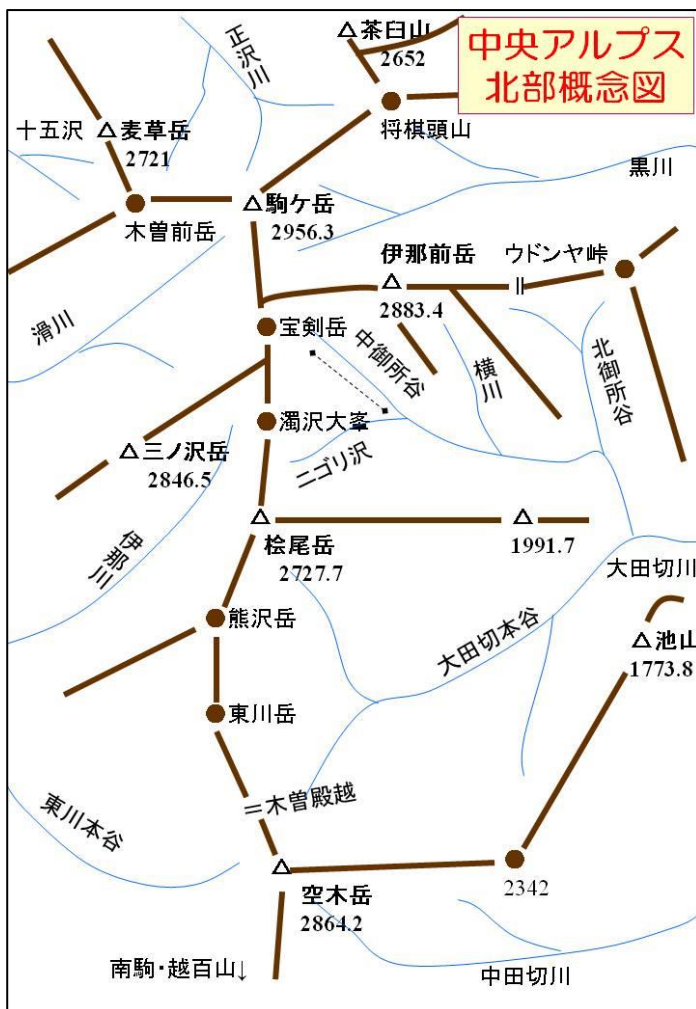 中央アルプス
北部概念図
△茶臼山
2652
正沢川
将棋頭山
十五沢
△麦草岳
2721
黒川
木曽前岳
△駒ケ岳
2956.3
伊那前岳
△
2883.4
ウドンヤ峠
滑川
宝剣岳
中御所谷
横川
北御所谷
濁沢大峯
ニゴリ沢
△三ノ沢岳
2846.5
伊那川
△
桧尾岳
2727.7
△
1991.7
大田切川
熊沢岳
大田切本谷
△池山
1773.8
東川岳
=木曽殿越
東川本谷
△
空木岳
2864.2
2342
南駒・越百山↓
中田切川